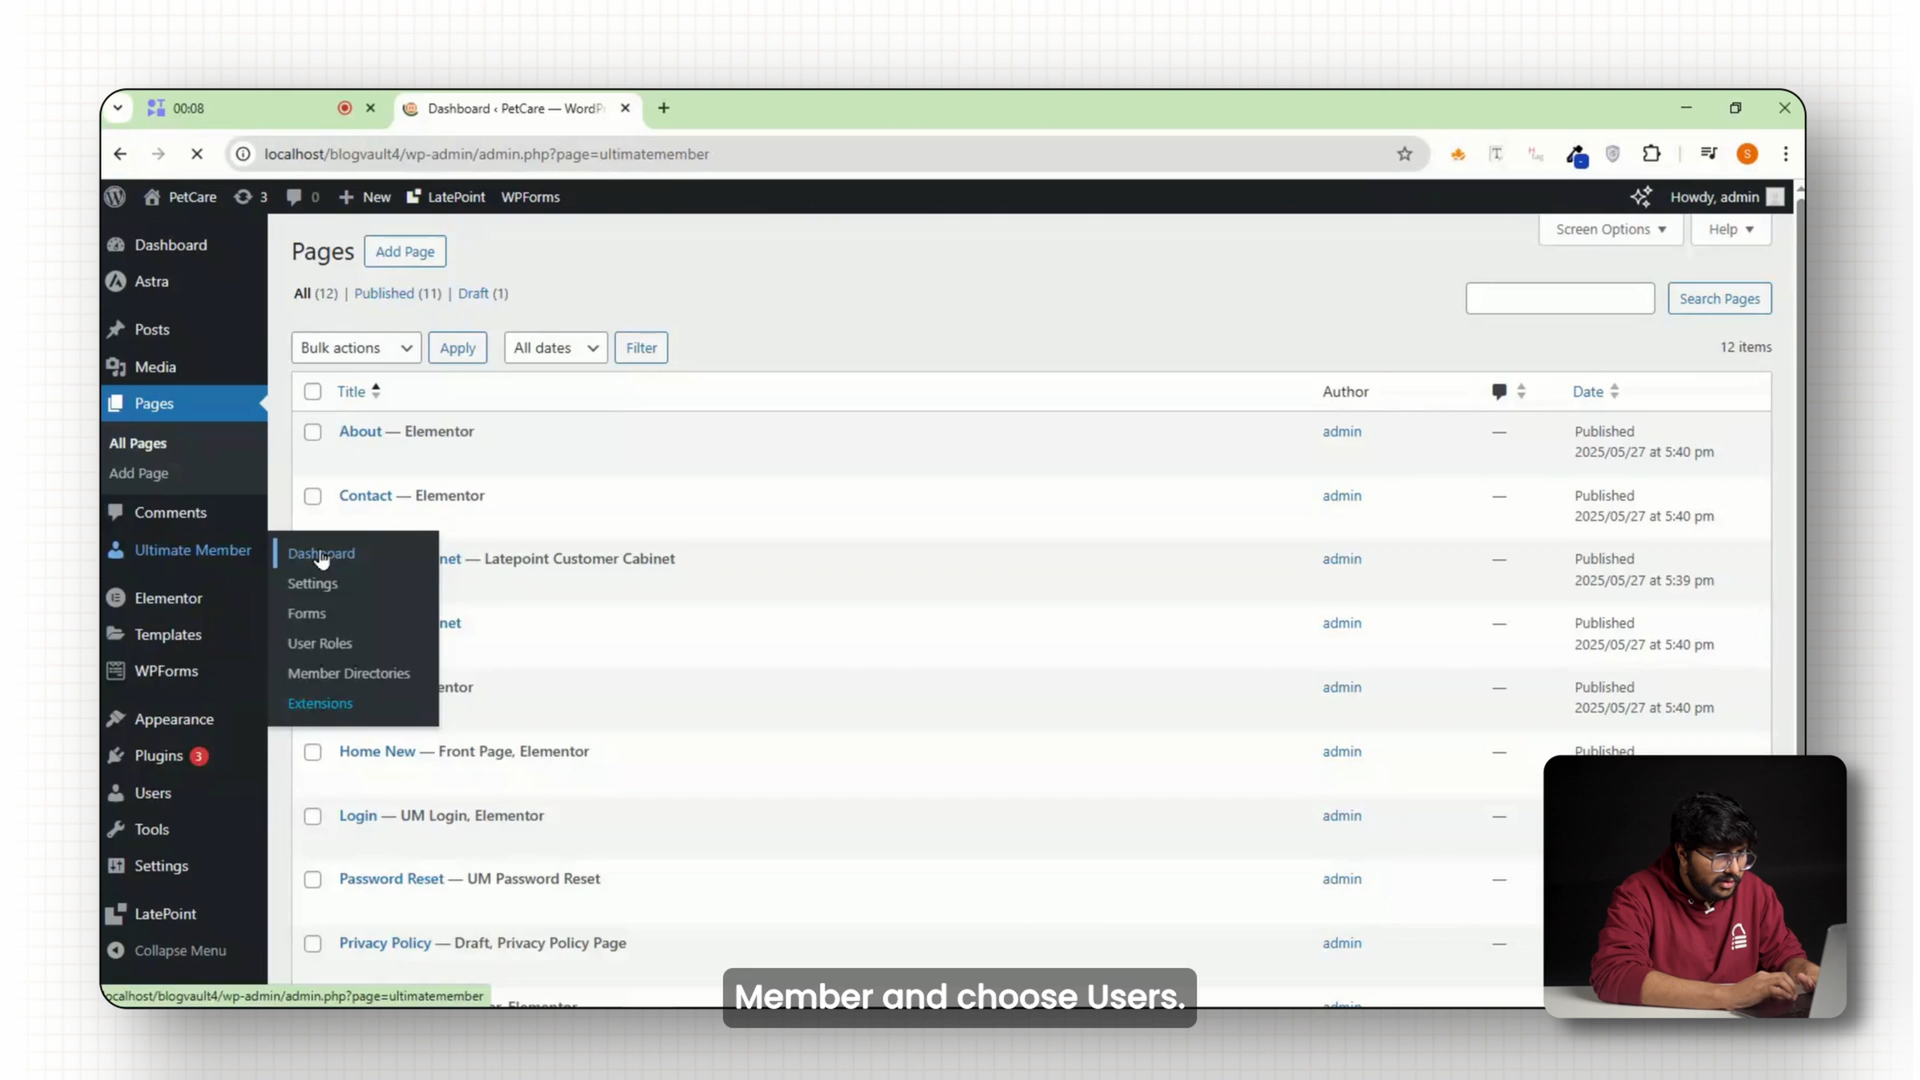 00:08
Dashboard ‹ PetCare — WordP
localhost/blogvault4/wp-admin/admin.php?page=ultimatemember
S
PetCare 3 0 + New LatePoint WPForms
Howdy, admin
Dashboard
Astra
Posts
Media
Pages
All Pages
Add Page
Comments
Ultimate Member
Dashboard
Settings
Forms
User Roles
Member Directories
Extensions
Elementor
Templates
WPForms
Appearance
Plugins 3
Users
Tools
Settings
LatePoint
Collapse Menu
Pages Add Page
Screen Options Help
All (12) | Published (11) | Draft (1)
Search Pages
Bulk actions Apply All dates Filter
12 items
Title Author Date
About — Elementor admin — Published
2025/05/27 at 5:40 pm
Contact — Elementor admin — Published
2025/05/27 at 5:40 pm
net — Latepoint Customer Cabinet admin — Published
2025/05/27 at 5:39 pm
net admin — Published
2025/05/27 at 5:40 pm
entor admin — Published
2025/05/27 at 5:40 pm
Home New — Front Page, Elementor admin — Published
Login — UM Login, Elementor admin —
Password Reset — UM Password Reset admin —
Privacy Policy — Draft, Privacy Policy Page admin —
ocalhost/blogvault4/wp-admin/admin.php?page=ultimatemember
Member and choose Users.